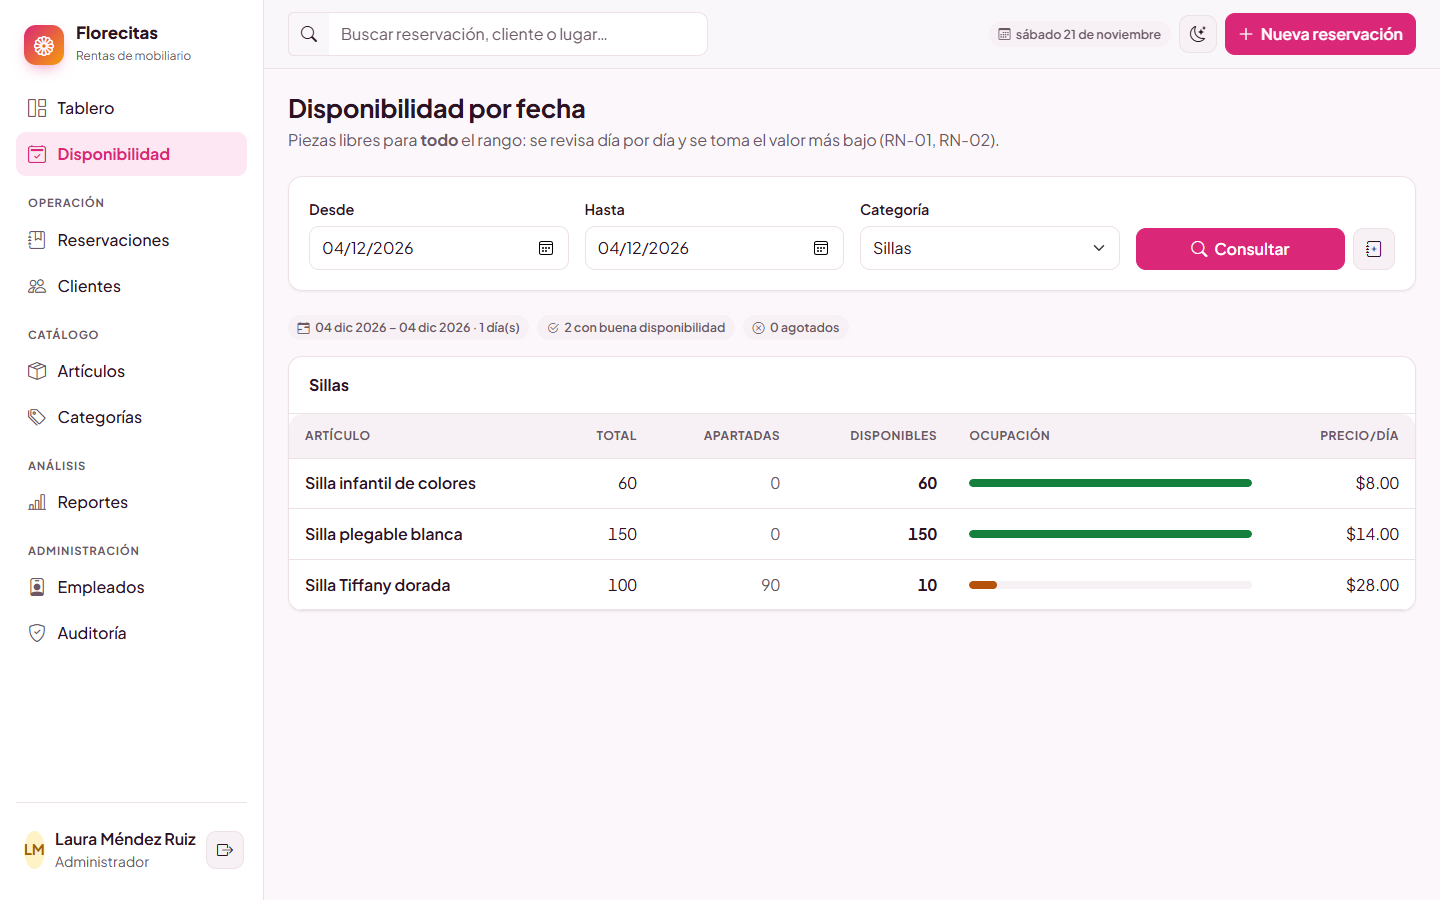 Florecitas
Rentas de mobiliario
Tablero
Disponibilidad
OPERACIÓN
Reservaciones
Clientes
CATÁLOGO
Artículos
Categorías
ANÁLISIS
Reportes
ADMINISTRACIÓN
Empleados
Auditoría
LM
Laura Méndez Ruiz
Administrador
Buscar reservación, cliente o lugar...
sábado 21 de noviembre
Nueva reservación
Disponibilidad por fecha
Piezas libres para todo el rango: se revisa día por día y se toma el valor más bajo (RN-01, RN-02).
Desde Hasta Categoría
04/12/2026 04/12/2026 Sillas Consultar
04 dic 2026 – 04 dic 2026 · 1 día(s) 2 con buena disponibilidad 0 agotados
Sillas
ARTÍCULO TOTAL APARTADAS DISPONIBLES OCUPACIÓN PRECIO/DÍA
Silla infantil de colores 60 0 60 $8.00
Silla plegable blanca 150 0 150 $14.00
Silla Tiffany dorada 100 90 10 $28.00